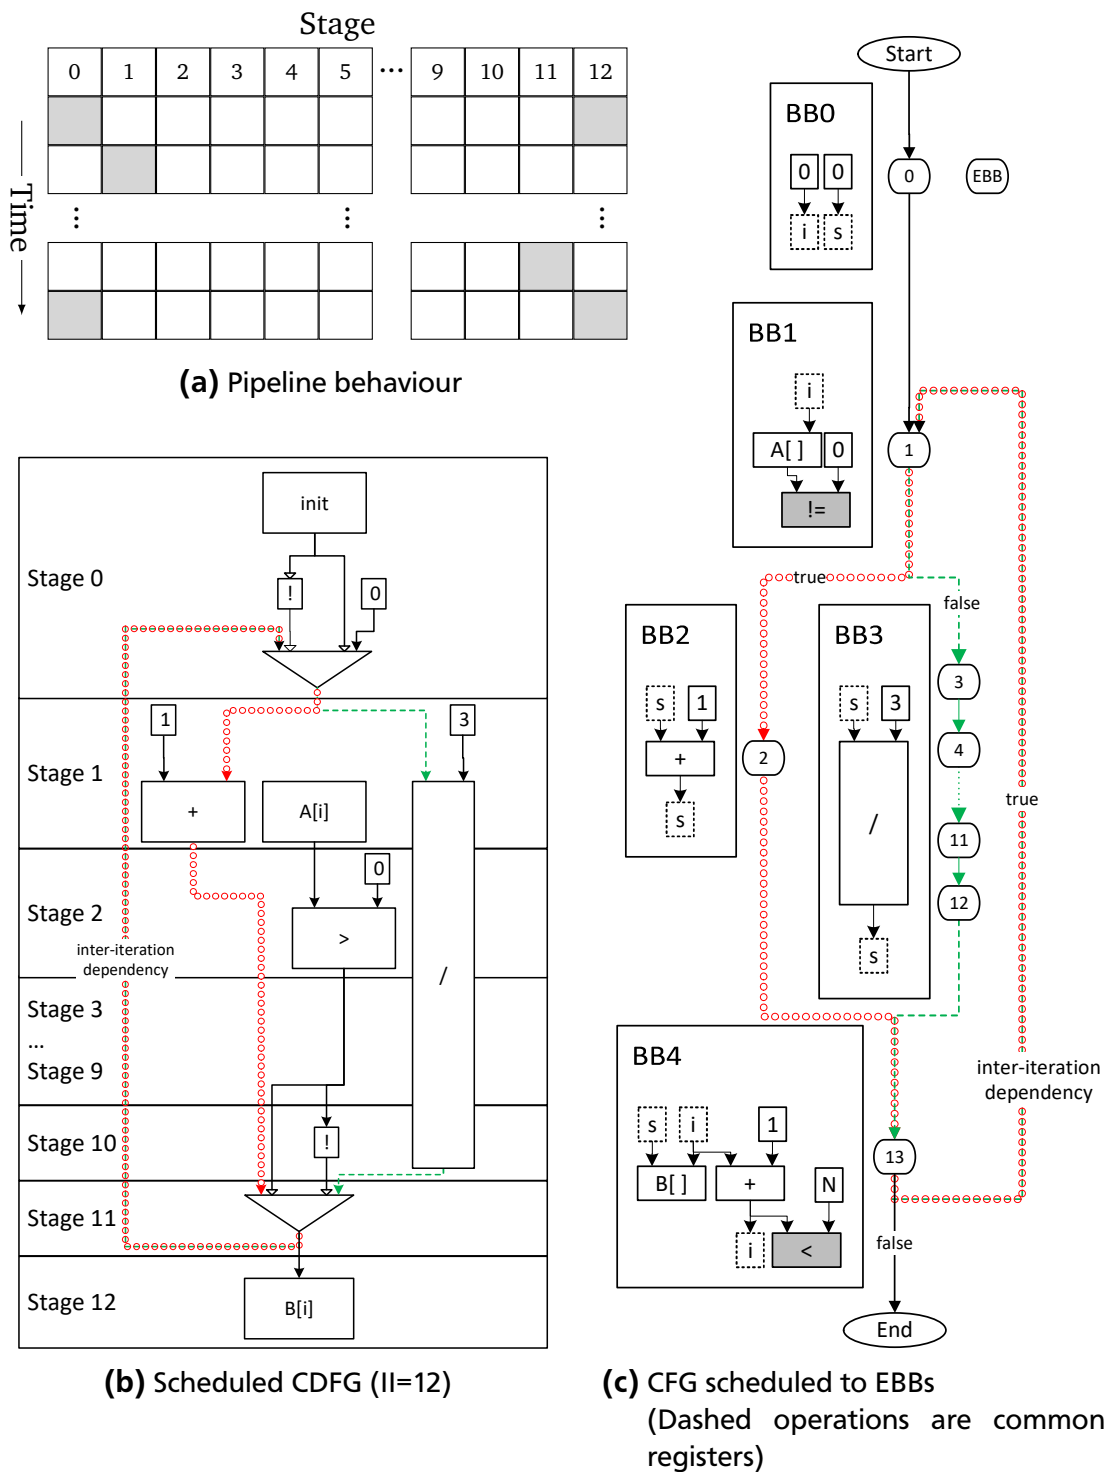 Stage
0 1 2 3 4 5 ··· 9 10 11 12
Time
⋮ ⋮ ⋮
(a) Pipeline behaviour
Stage 0
init
!
0
Stage 1
1
3
+
A[i]
Stage 2
0
>
/
inter-iteration
dependency
Stage 3
...
Stage 9
Stage 10
!
Stage 11
Stage 12
B[i]
(b) Scheduled CDFG (II=12)
Start
BB0
0 0
i s
0
EBB
BB1
i
A[ ] 0
!=
1
true
false
BB2
s 1
+
s
2
BB3
s 3
/
s
3
4
11
12
true
inter-iteration
dependency
BB4
s i 1
B[ ] + N
i <
13
false
End
(c) CFG scheduled to EBBs
(Dashed operations are common
registers)